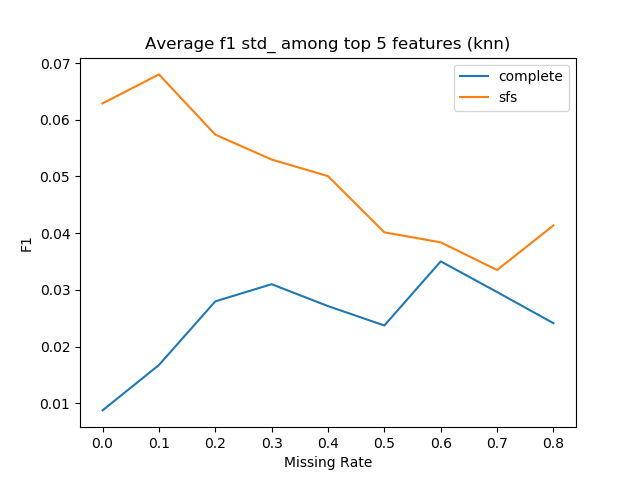 Average f1 std_ among top 5 features (knn)
complete
sfs
0.07
0.06
0.05
0.04
0.03
0.02
0.01
F1
0.0 0.1 0.2 0.3 0.4 0.5 0.6 0.7 0.8
Missing Rate